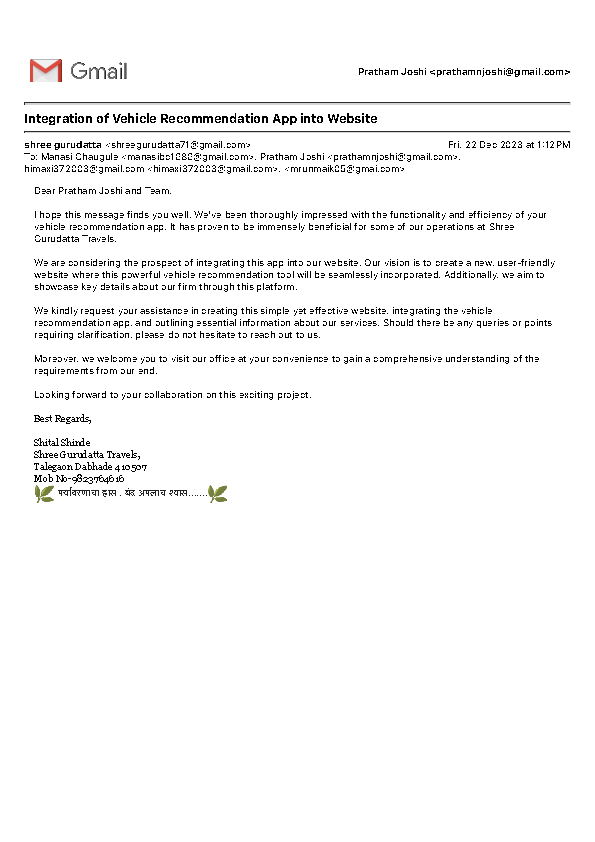 Gmail
Pratham Joshi <prathamnjoshi@gmail.com>
Integration of Vehicle Recommendation App into Website
shree gurudatta <shreegurudatta71@gmail.com>
Fri, 22 Dec 2023 at 1:12 PM
To: Manasi Chaugule <manasibc1686@gmail.com>, Pratham Joshi <prathamnjoshi@gmail.com>,
himaxi372003@gmail.com <himaxi372003@gmail.com>, <mrunmaik05@gmai.com>
Dear Pratham Joshi and Team,
I hope this message finds you well. We've been thoroughly impressed with the functionality and efficiency of your
vehicle recommendation app. It has proven to be immensely beneficial for some of our operations at Shree
Gurudatta Travels.
We are considering the prospect of integrating this app into our website. Our vision is to create a new, user-friendly
website where this powerful vehicle recommendation tool will be seamlessly incorporated. Additionally, we aim to
showcase key details about our firm through this platform.
We kindly request your assistance in creating this simple yet effective website, integrating the vehicle
recommendation app, and outlining essential information about our services. Should there be any queries or points
requiring clarification, please do not hesitate to reach out to us.
Moreover, we welcome you to visit our office at your convenience to gain a comprehensive understanding of the
requirements from our end.
Looking forward to your collaboration on this exciting project.
Best Regards,
Shital Shinde
Shree Gurudatta Travels,
Talegaon Dabhade 410507
Mob No-9823764616
पर्यावरणाचा ह्रास , बंद आपलाच श्वास.......